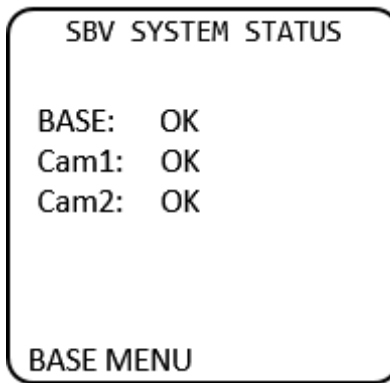 SBV SYSTEM STATUS
BASE: OK
Cam1: OK
Cam2: OK
BASE MENU